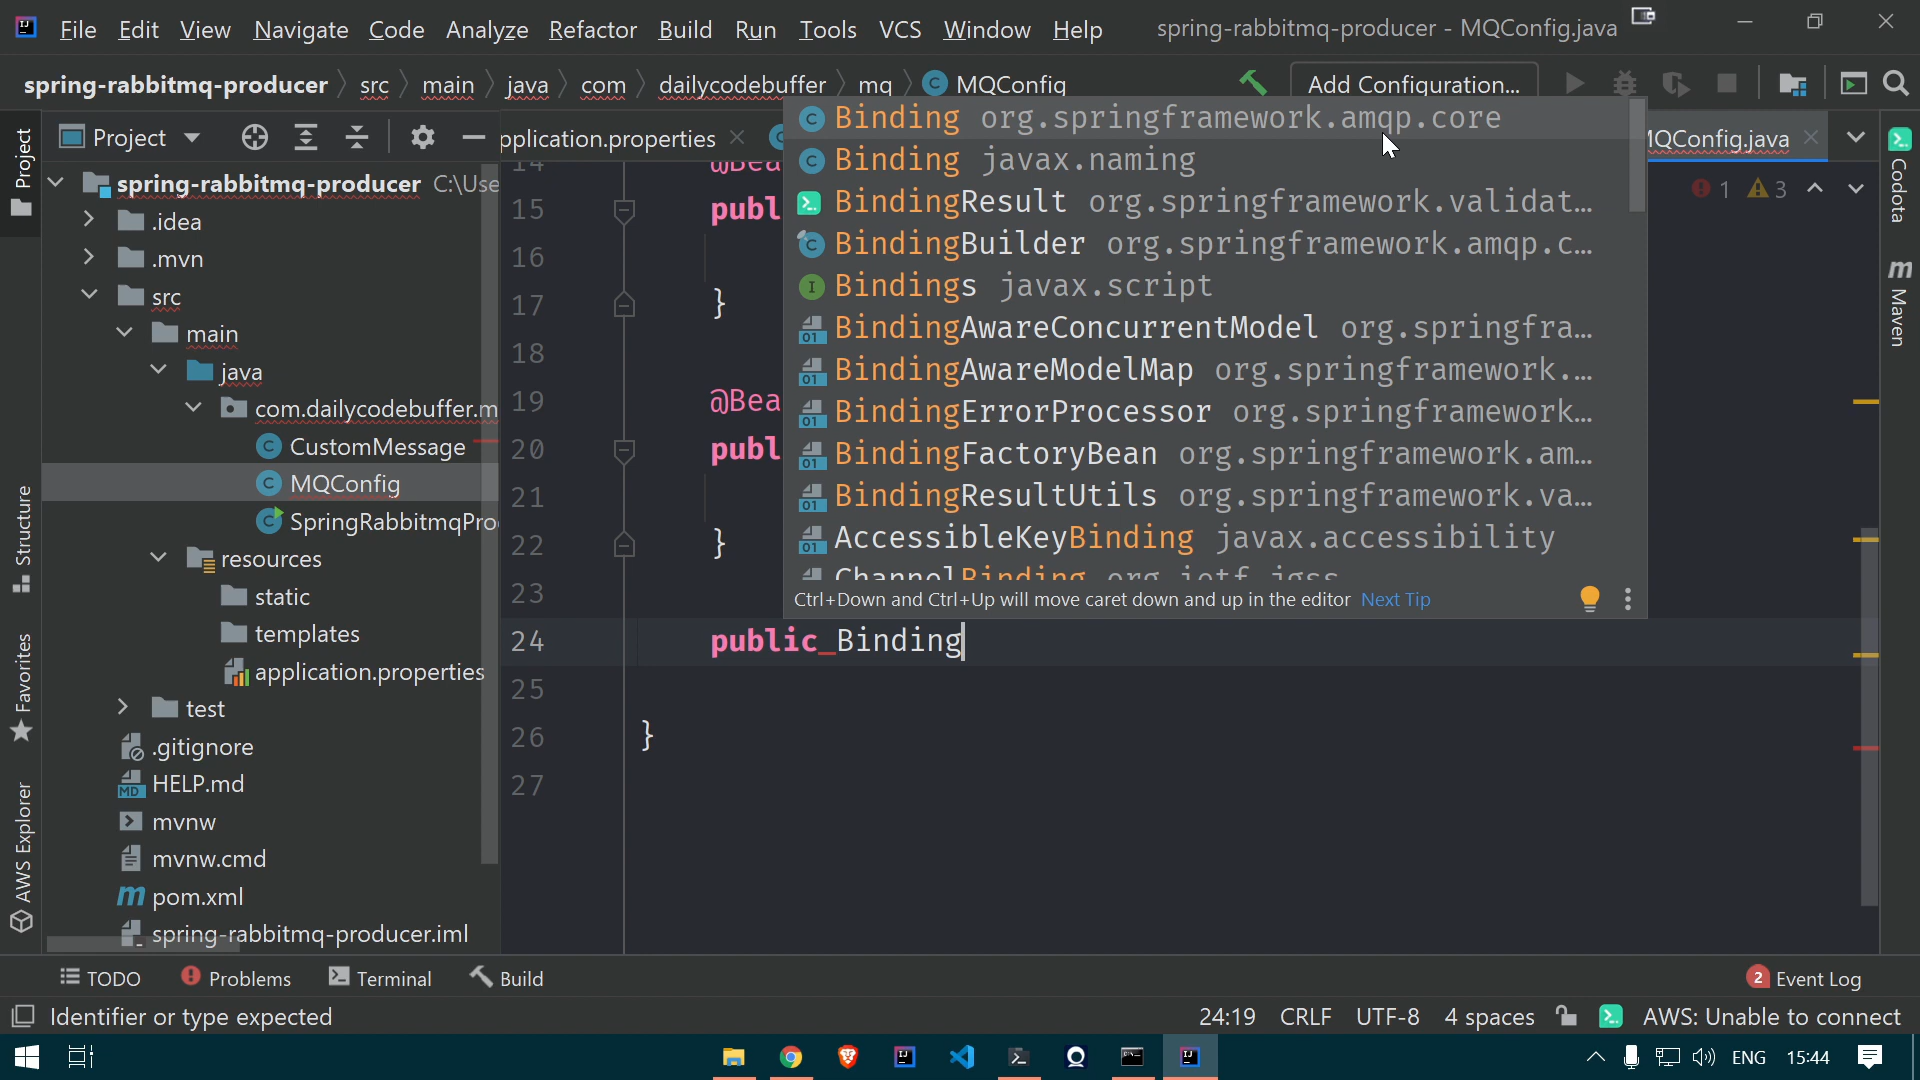 File Edit View Navigate Code Analyze Refactor Build Run Tools VCS Window Help spring-rabbitmq-producer - MQConfig.java
spring-rabbitmq-producer src main java com dailycodebuffer mq MQConfig Add Configuration...
Project
pplication.properties
MQConfig.java
1 3
spring-rabbitmq-producer C:\Use
.idea
.mvn
src
main
java
com.dailycodebuffer.m
CustomMessage
MQConfig
SpringRabbitmqPro
resources
static
templates
application.properties
test
.gitignore
HELP.md
mvnw
mvnw.cmd
pom.xml
spring-rabbitmq-producer.iml
Project
Structure
Favorites
AWS Explorer
14 @Bea
15 publ
16
17 }
18
19 @Bea
20 publ
21
22 }
23
24 public Binding
25
26 }
27
Binding org.springframework.amqp.core
Binding javax.naming
BindingResult org.springframework.validat...
BindingBuilder org.springframework.amqp.c...
Bindings javax.script
BindingAwareConcurrentModel org.springfra...
BindingAwareModelMap org.springframework....
BindingErrorProcessor org.springframework...
BindingFactoryBean org.springframework.am...
BindingResultUtils org.springframework.va...
AccessibleKeyBinding javax.accessibility
ChannelBinding org.ietf.jgss
Ctrl+Down and Ctrl+Up will move caret down and up in the editor Next Tip
Codota
Maven
TODO Problems Terminal Build 2 Event Log
Identifier or type expected 24:19 CRLF UTF-8 4 spaces AWS: Unable to connect
ENG 15:44